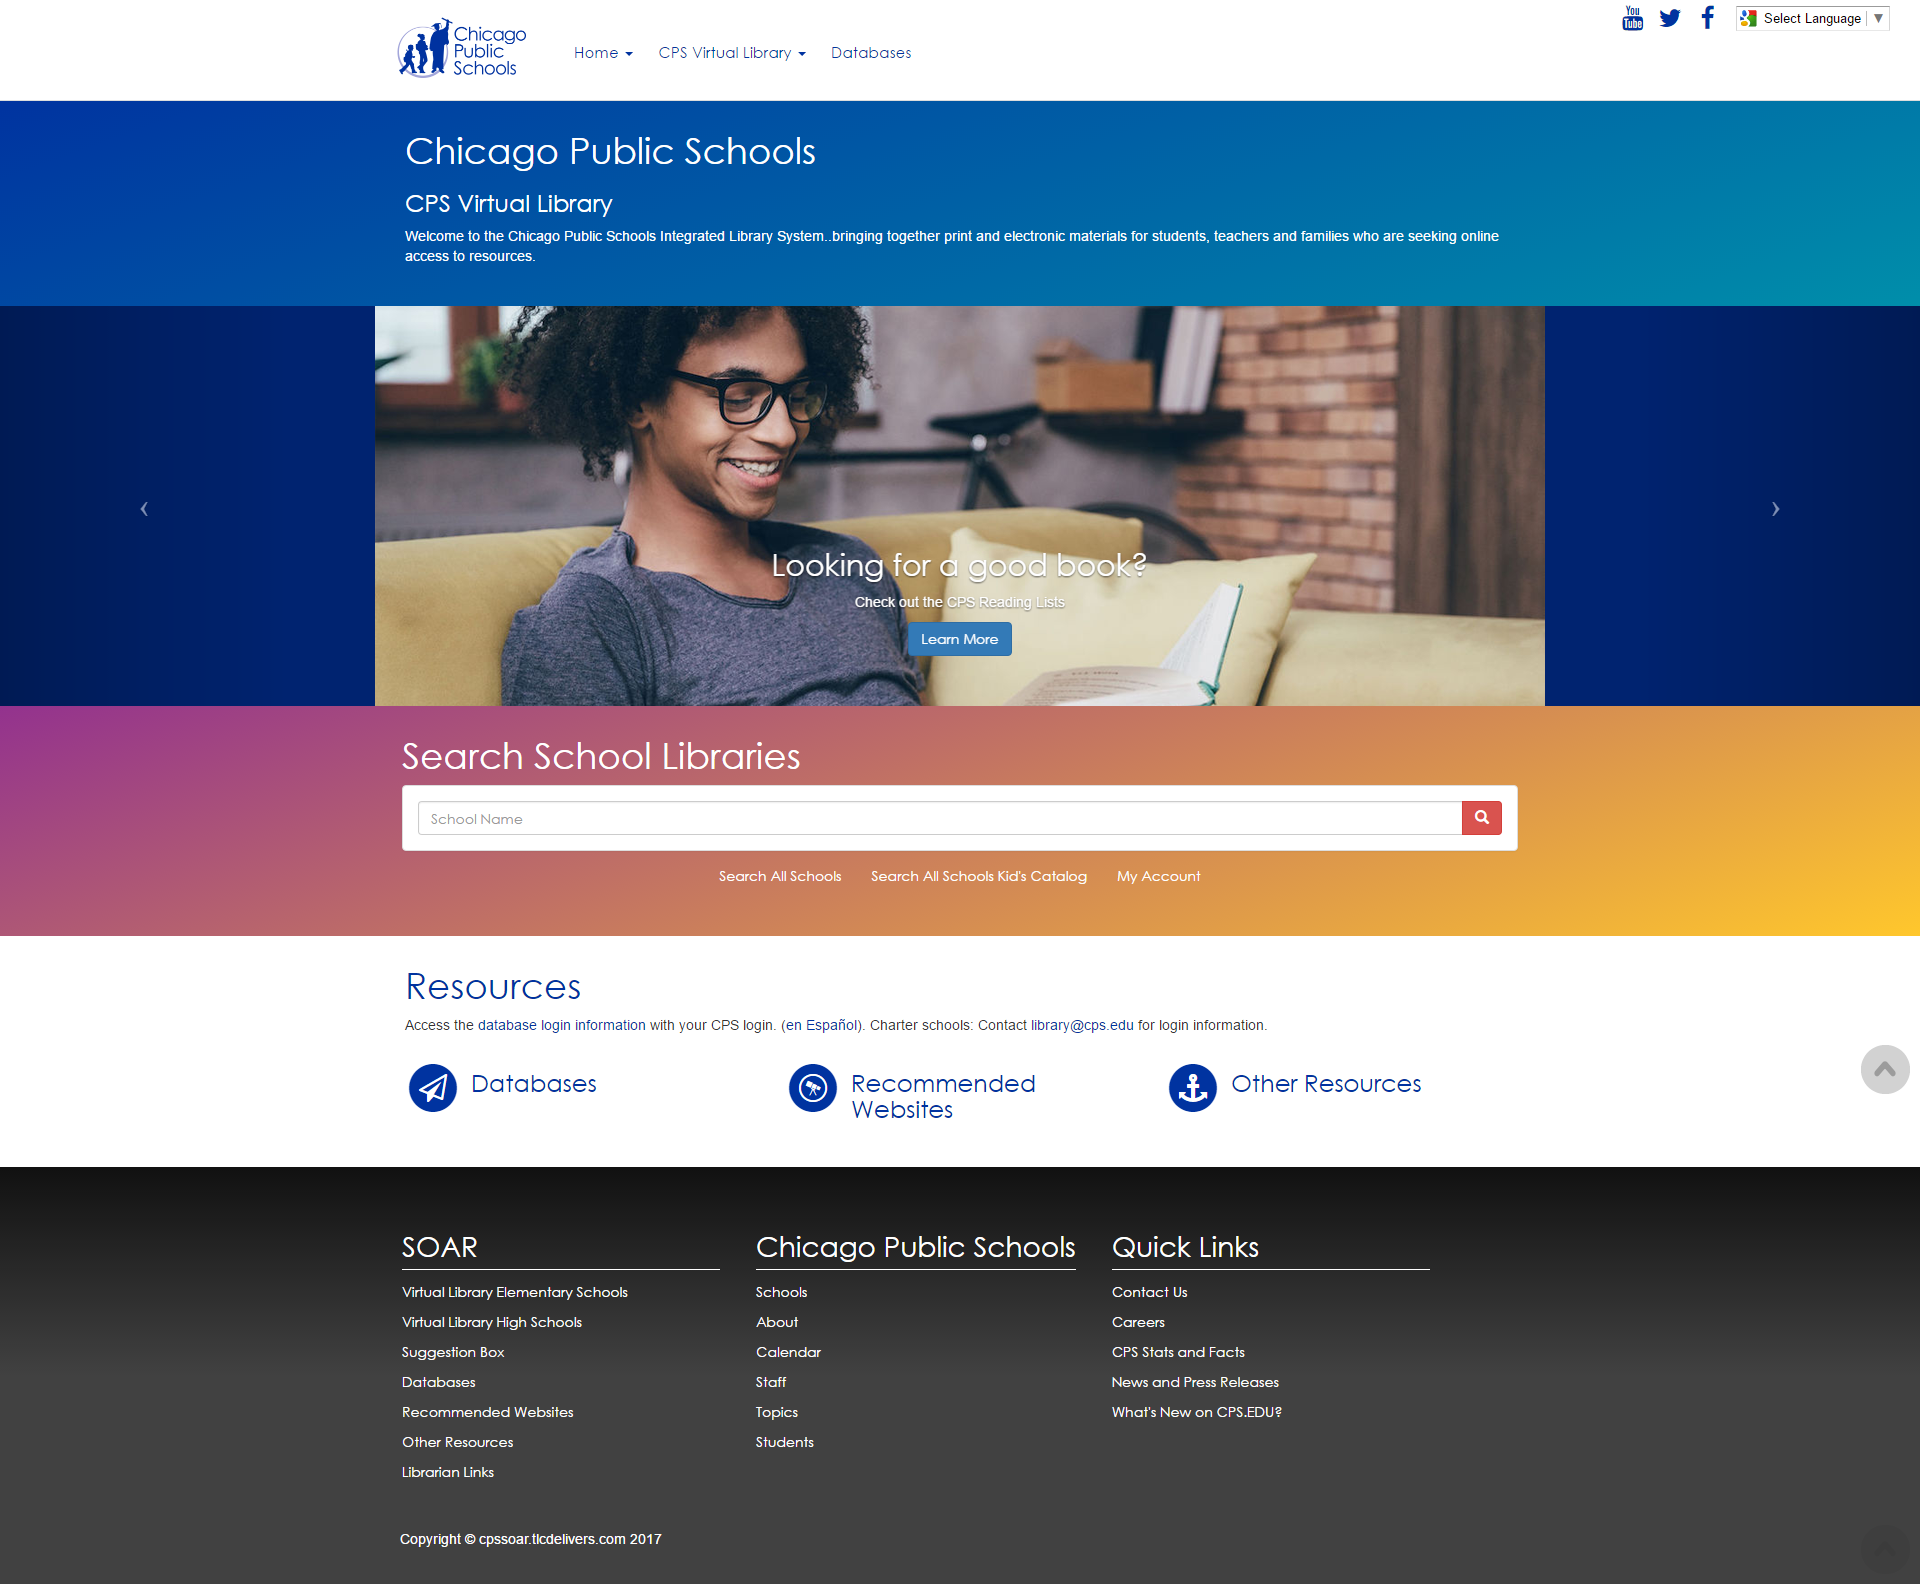 You
Tube
Select Language ▼
Chicago
Public
Schools
Home
CPS Virtual Library
Databases
Chicago Public Schools
CPS Virtual Library
Welcome to the Chicago Public Schools Integrated Library System..bringing together print and electronic materials for students, teachers and families who are seeking online
access to resources.
‹
›
Looking for a good book?
Check out the CPS Reading Lists
Learn More
Search School Libraries
School Name
Search All Schools
Search All Schools Kid's Catalog
My Account
Resources
Access the database login information with your CPS login. (en Español). Charter schools: Contact library@cps.edu for login information.
Databases
Recommended
Websites
Other Resources
SOAR
Virtual Library Elementary Schools
Virtual Library High Schools
Suggestion Box
Databases
Recommended Websites
Other Resources
Librarian Links
Chicago Public Schools
Schools
About
Calendar
Staff
Topics
Students
Quick Links
Contact Us
Careers
CPS Stats and Facts
News and Press Releases
What's New on CPS.EDU?
Copyright © cpssoar.tlcdelivers.com 2017